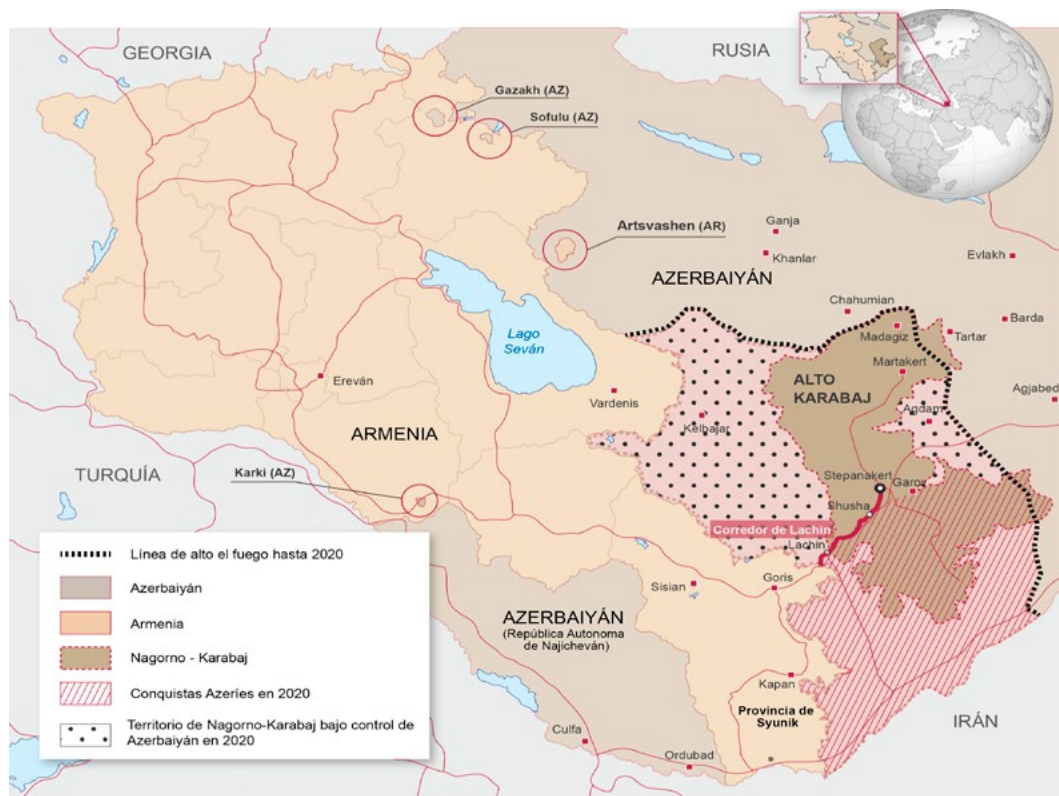 GEORGIA
RUSIA
Gazakh (AZ)
Sofulu (AZ)
Artsvashen (AR)
Ganja
Khanlar
Evlakh
AZERBAIYÁN
Chahumian
Barda
Madagiz
Tartar
Lago
Seván
Martakert
Ereván
ALTO
KARABAJ
Agjabed
Vardenis
Kelbajar
Agdam
ARMENIA
TURQUÍA
Karki (AZ)
Stepanakert
Shusha
Corredor de Lachin
Lachin
Sisian
Goris
AZERBAIYÁN
(República Autonoma
de Najicheván)
Kapan
Provincia de
Syunik
IRÁN
Culfa
Ordubad
Línea de alto el fuego hasta 2020
Azerbaiyán
Armenia
Nagorno - Karabaj
Conquistas Azeríes en 2020
Territorio de Nagorno-Karabaj bajo control de
Azerbaiyán en 2020